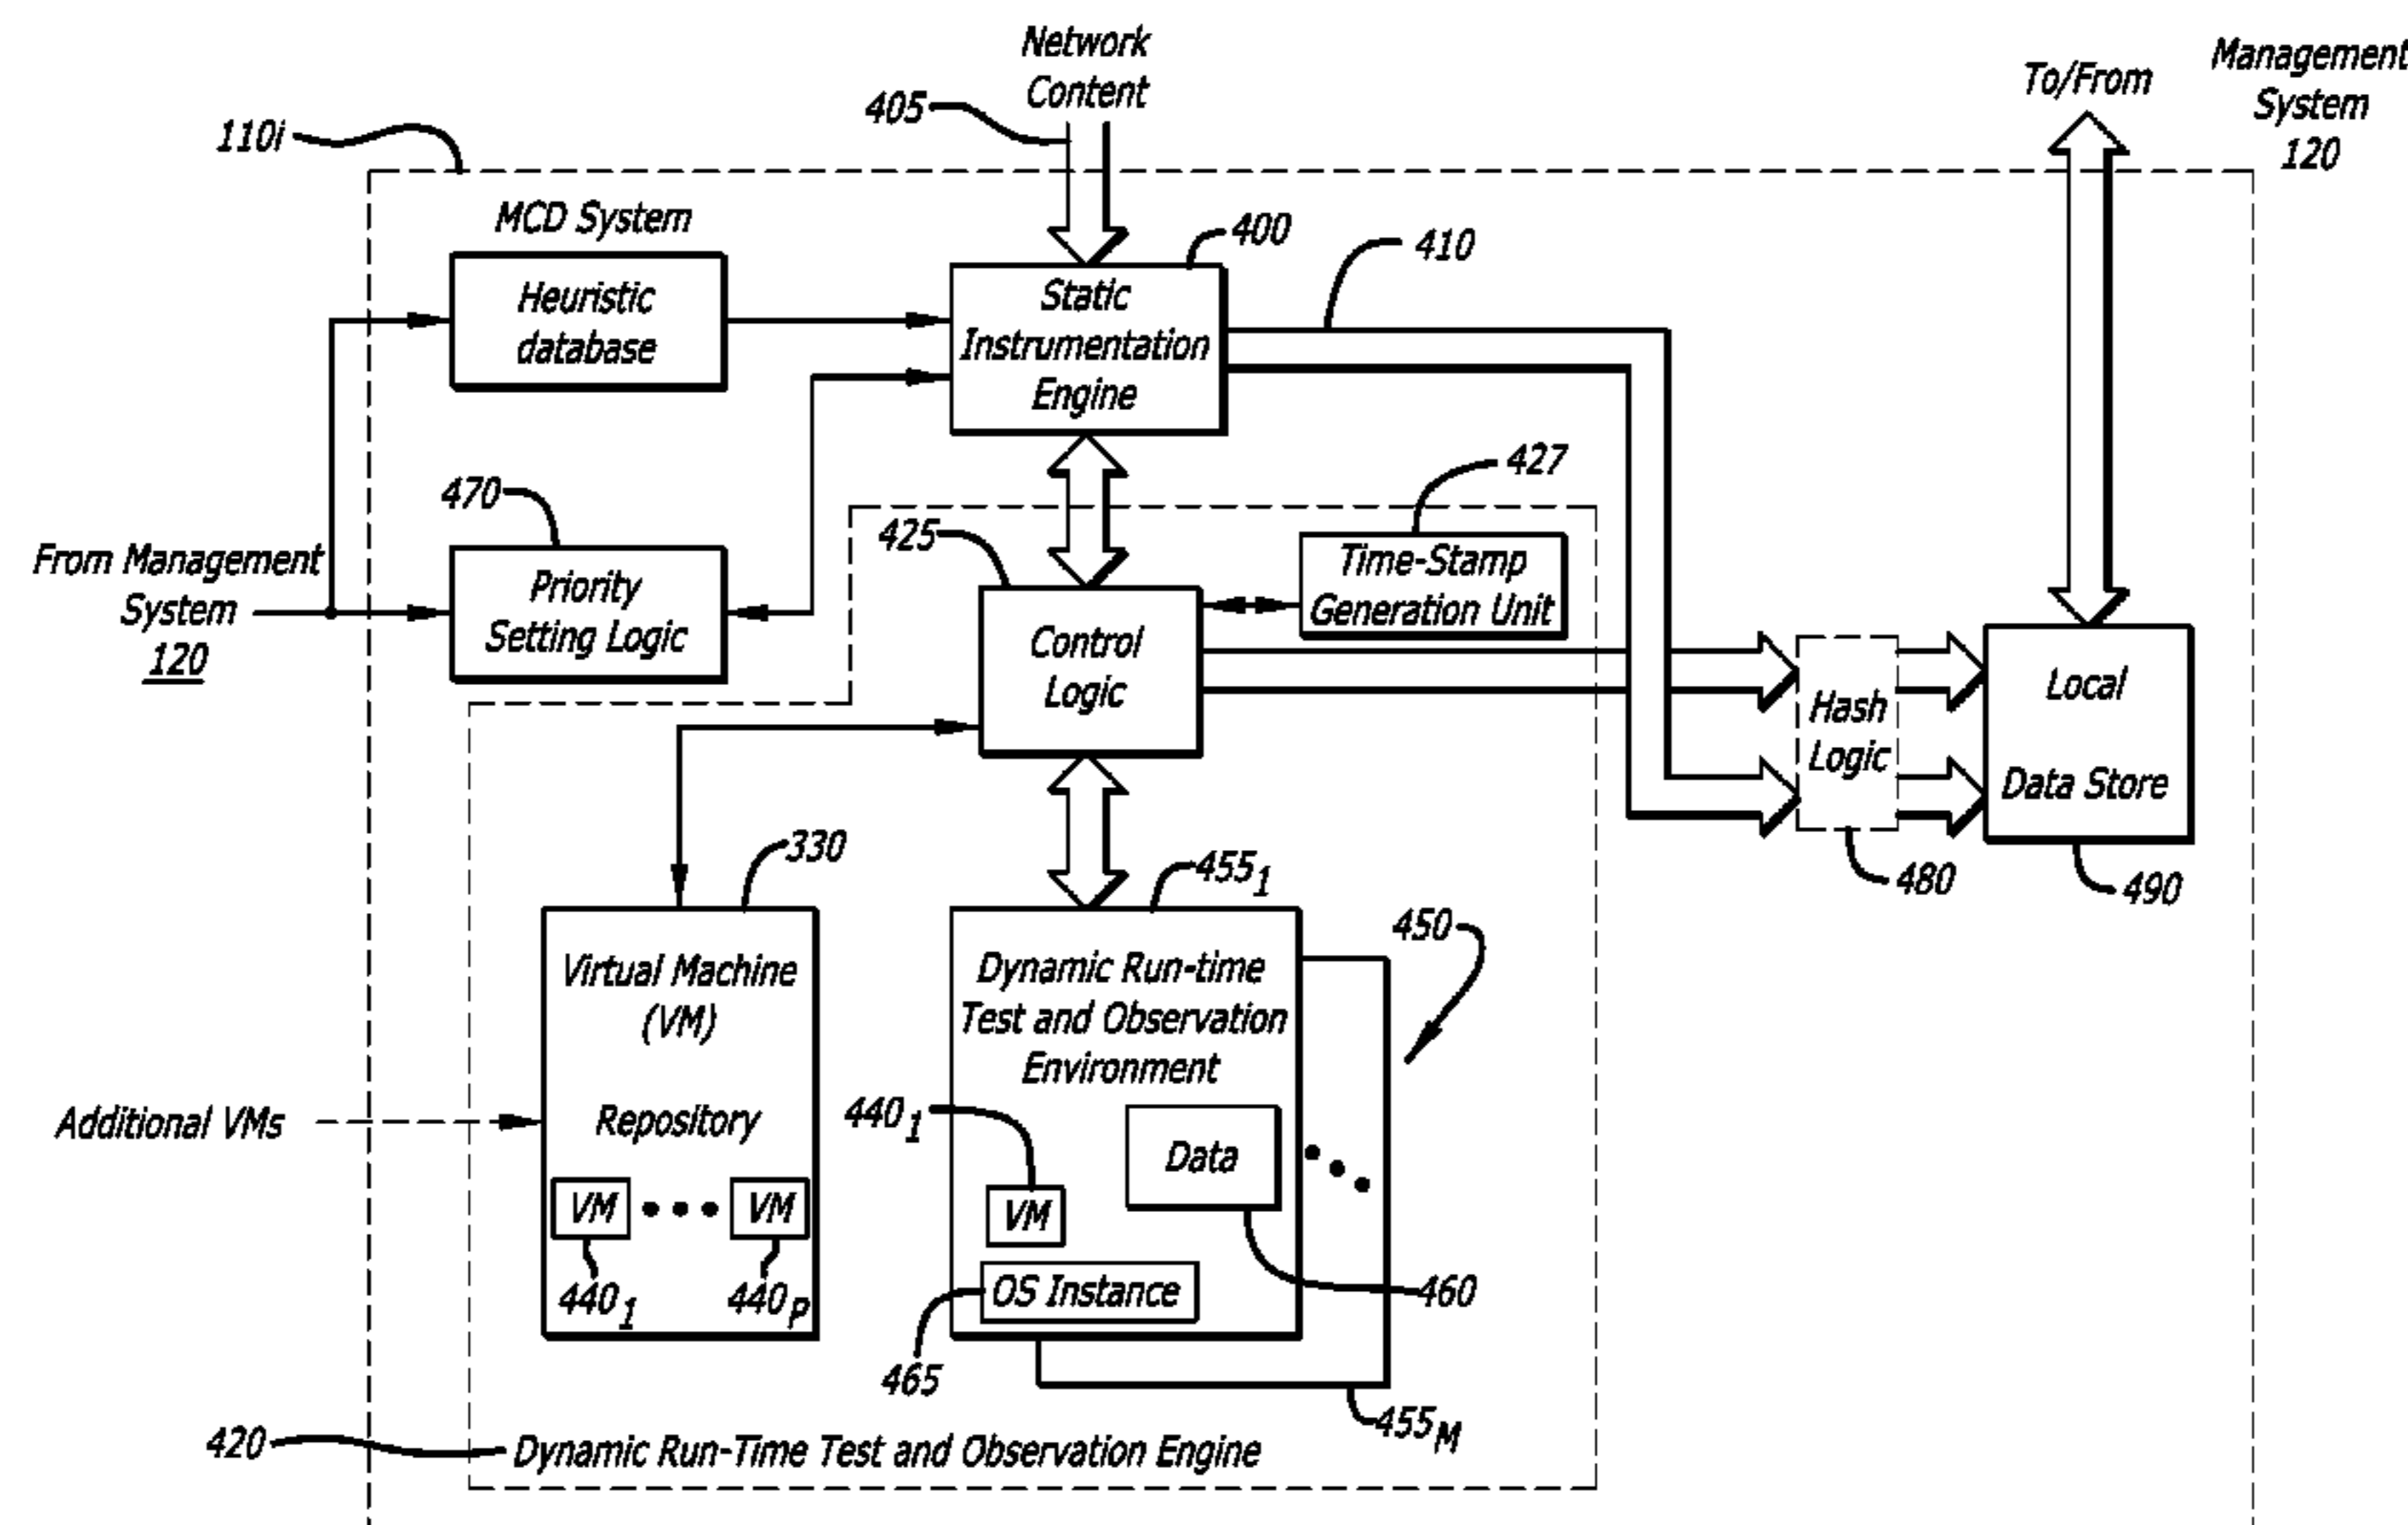 Network
Content
405
To/From
Management
System
120
110i
MCD System
400
410
Heuristic
database
Static
Instrumentation
Engine
470
427
425
From Management
System
120
Priority
Setting Logic
Time-Stamp
Generation Unit
Control
Logic
Hash
Logic
Local
Data Store
330
455₁
480
490
450
Virtual Machine
(VM)
Repository
Dynamic Run-time
Test and Observation
Environment
Additional VMs
440₁
Data
VM
VM
VM
440₁
440P
OS Instance
460
465
455M
420
Dynamic Run-Time Test and Observation Engine